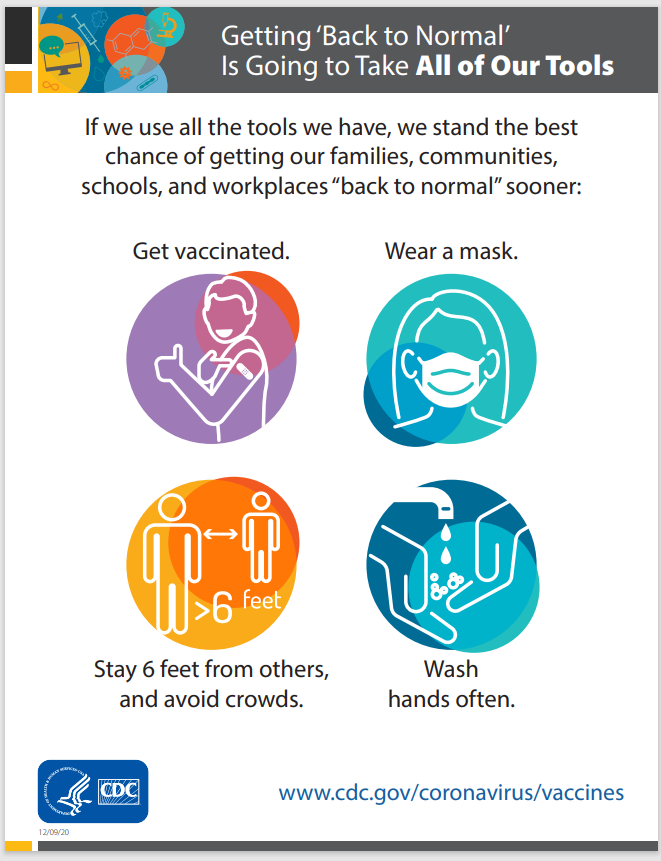 Getting ‘Back to Normal’
Is Going to Take All of Our Tools
If we use all the tools we have, we stand the best
chance of getting our families, communities,
schools, and workplaces “back to normal” sooner:
Get vaccinated.
Wear a mask.
>6 feet
Stay 6 feet from others,
and avoid crowds.
Wash
hands often.
CDC
www.cdc.gov/coronavirus/vaccines
12/09/20